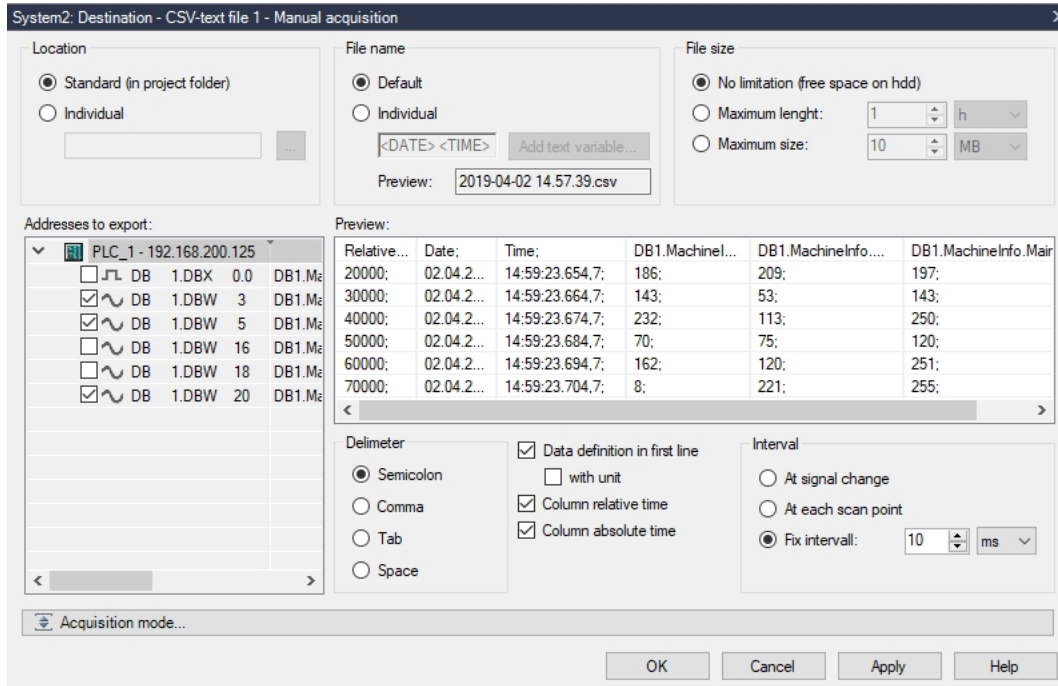 System2: Destination - CSV-text file 1 - Manual acquisition
Location
Standard (in project folder)
Individual
...
File name
Default
Individual
<DATE> <TIME>
Add text variable...
Preview:
2019-04-02 14.57.39.csv
File size
No limitation (free space on hdd)
Maximum lenght: 1 h
Maximum size: 10 MB
Addresses to export:
PLC_1 - 192.168.200.125
DB 1.DBX 0.0 DB1.Ma
DB 1.DBW 3 DB1.Ma
DB 1.DBW 5 DB1.Ma
DB 1.DBW 16 DB1.Ma
DB 1.DBW 18 DB1.Ma
DB 1.DBW 20 DB1.Ma
Preview:
Relative... Date; Time; DB1.MachineI... DB1.MachineInfo.... DB1.MachineInfo.Mair
20000; 02.04.2... 14:59:23.654,7; 186; 209; 197;
30000; 02.04.2... 14:59:23.664,7; 143; 53; 143;
40000; 02.04.2... 14:59:23.674,7; 232; 113; 250;
50000; 02.04.2... 14:59:23.684,7; 70; 75; 120;
60000; 02.04.2... 14:59:23.694,7; 162; 120; 251;
70000; 02.04.2... 14:59:23.704,7; 8; 221; 255;
Delimeter
Semicolon
Comma
Tab
Space
Data definition in first line
with unit
Column relative time
Column absolute time
Interval
At signal change
At each scan point
Fix intervall: 10 ms
Acquisition mode...
OK Cancel Apply Help